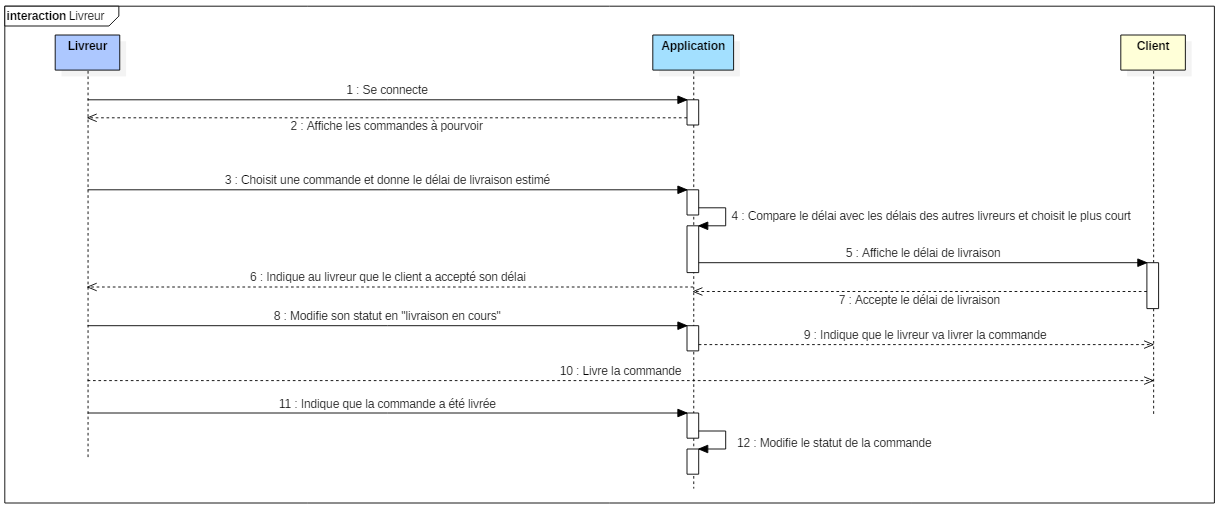 interaction Livreur
Livreur
Application
Client
1 : Se connecte
2 : Affiche les commandes à pourvoir
3 : Choisit une commande et donne le délai de livraison estimé
4 : Compare le délai avec les délais des autres livreurs et choisit le plus court
5 : Affiche le délai de livraison
6 : Indique au livreur que le client a accepté son délai
7 : Accepte le délai de livraison
8 : Modifie son statut en "livraison en cours"
9 : Indique que le livreur va livrer la commande
10 : Livre la commande
11 : Indique que la commande a été livrée
12 : Modifie le statut de la commande